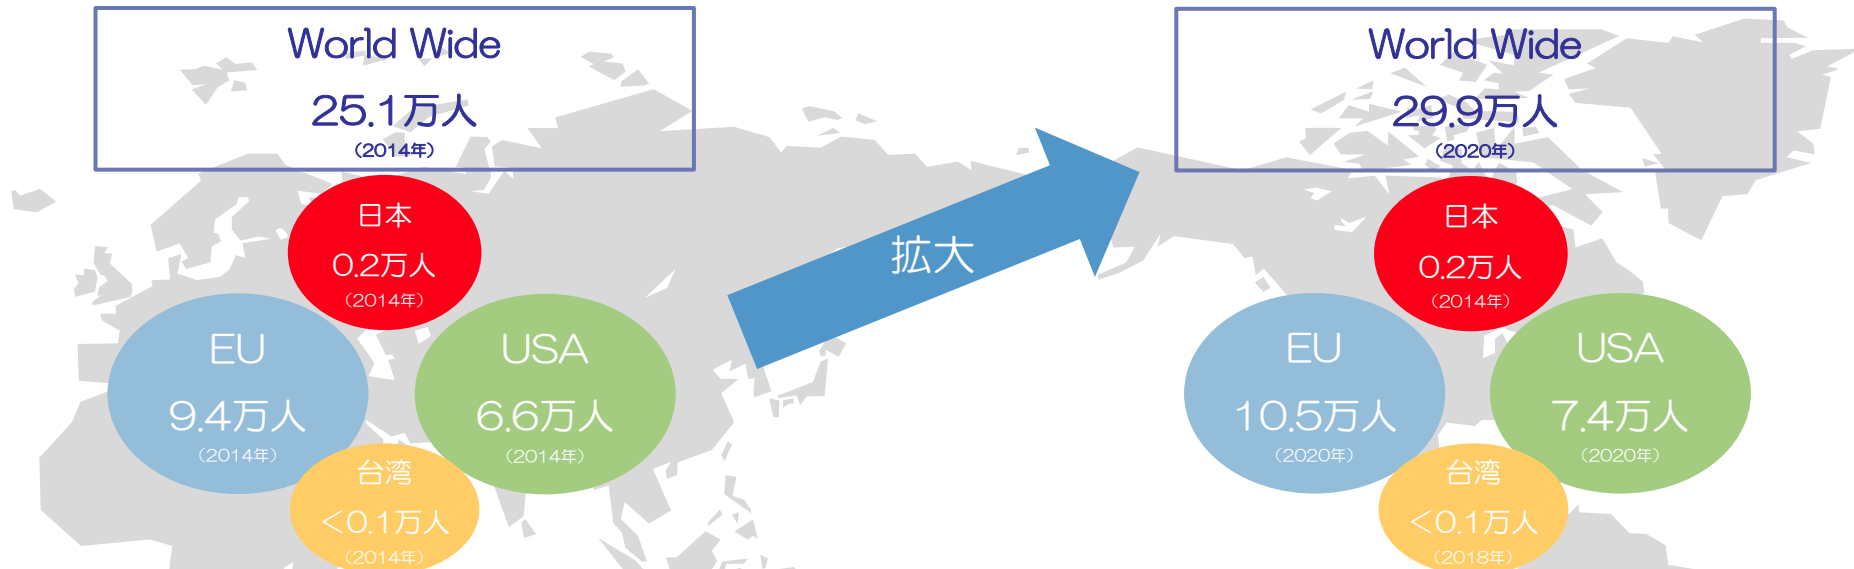 World Wide
25.1万人
(2014年)
日本
0.2万人
(2014年)
EU
9.4万人
(2014年)
USA
6.6万人
(2014年)
台湾
<0.1万人
(2014年)
拡大
World Wide
29.9万人
(2020年)
日本
0.2万人
(2014年)
EU
10.5万人
(2020年)
USA
7.4万人
(2020年)
台湾
<0.1万人
(2018年)